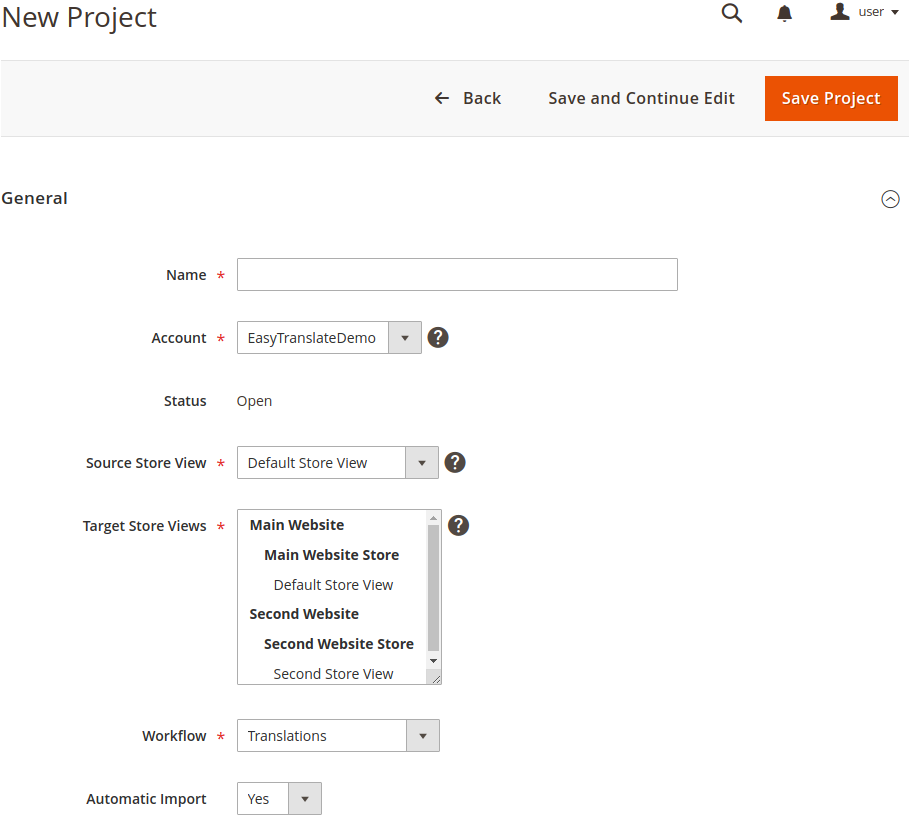 New Project
user
Back Save and Continue Edit Save Project
General
Name *
Account * EasyTranslateDemo ?
Status Open
Source Store View * Default Store View ?
Target Store Views * Main Website ?
Main Website Store
Default Store View
Second Website
Second Website Store
Second Store View
Workflow * Translations
Automatic Import Yes